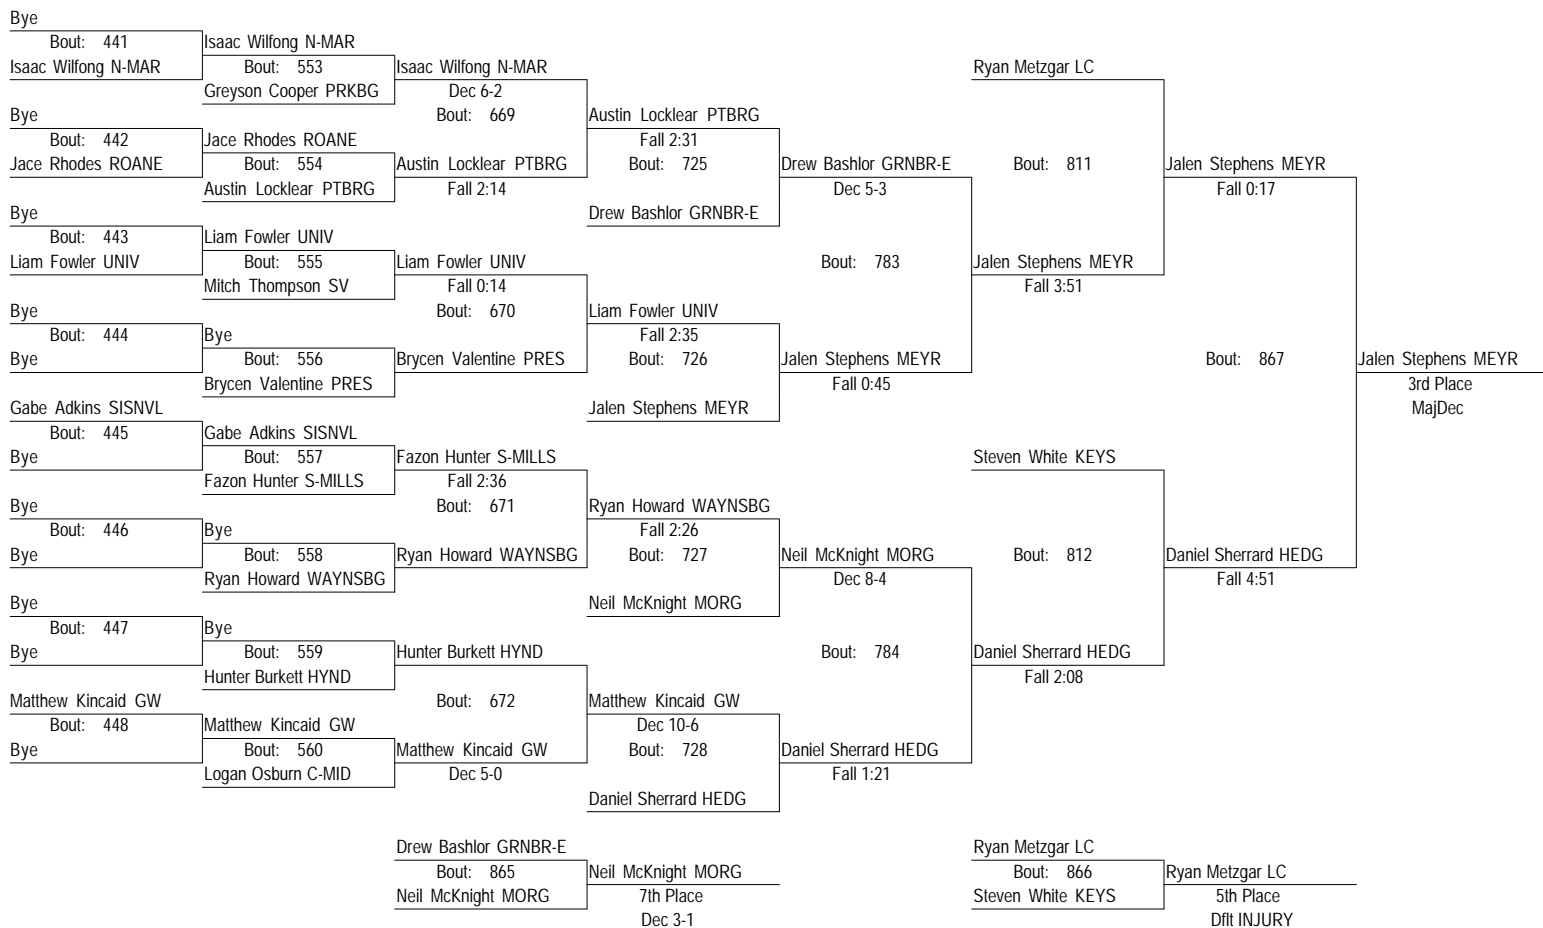 Bye
Bout: 441
Isaac Wilfong N-MAR
Bye
Bout: 442
Jace Rhodes ROANE
Bye
Bout: 443
Liam Fowler UNIV
Bye
Bout: 444
Bye
Gabe Adkins SISNVL
Bout: 445
Bye
Bye
Bout: 446
Bye
Bye
Bout: 447
Bye
Matthew Kincaid GW
Bout: 448
Bye
Isaac Wilfong N-MAR
Bout: 553
Greyson Cooper PRKBG
Jace Rhodes ROANE
Bout: 554
Austin Locklear PTBRG
Liam Fowler UNIV
Bout: 555
Mitch Thompson SV
Bye
Bout: 556
Brycen Valentine PRES
Gabe Adkins SISNVL
Bout: 557
Fazon Hunter S-MILLS
Bye
Bout: 558
Ryan Howard WAYNSBG
Bye
Bout: 559
Hunter Burkett HYND
Matthew Kincaid GW
Bout: 560
Logan Osburn C-MID
Isaac Wilfong N-MAR
Dec 6-2
Bout: 669
Austin Locklear PTBRG
Fall 2:14
Liam Fowler UNIV
Fall 0:14
Bout: 670
Brycen Valentine PRES
Fazon Hunter S-MILLS
Fall 2:36
Bout: 671
Ryan Howard WAYNSBG
Hunter Burkett HYND
Bout: 672
Matthew Kincaid GW
Dec 5-0
Austin Locklear PTBRG
Fall 2:31
Bout: 725
Drew Bashlor GRNBR-E
Liam Fowler UNIV
Fall 2:35
Bout: 726
Jalen Stephens MEYR
Ryan Howard WAYNSBG
Fall 2:26
Bout: 727
Neil McKnight MORG
Matthew Kincaid GW
Dec 10-6
Bout: 728
Daniel Sherrard HEDG
Drew Bashlor GRNBR-E
Dec 5-3
Bout: 783
Jalen Stephens MEYR
Fall 0:45
Neil McKnight MORG
Dec 8-4
Bout: 784
Daniel Sherrard HEDG
Fall 1:21
Ryan Metzgar LC
Bout: 811
Jalen Stephens MEYR
Fall 3:51
Steven White KEYS
Bout: 812
Daniel Sherrard HEDG
Fall 2:08
Jalen Stephens MEYR
Fall 0:17
Bout: 867
Daniel Sherrard HEDG
Fall 4:51
Jalen Stephens MEYR
3rd Place
MajDec
Drew Bashlor GRNBR-E
Bout: 865
Neil McKnight MORG
Neil McKnight MORG
7th Place
Dec 3-1
Ryan Metzgar LC
Bout: 866
Steven White KEYS
Ryan Metzgar LC
5th Place
Dflt INJURY